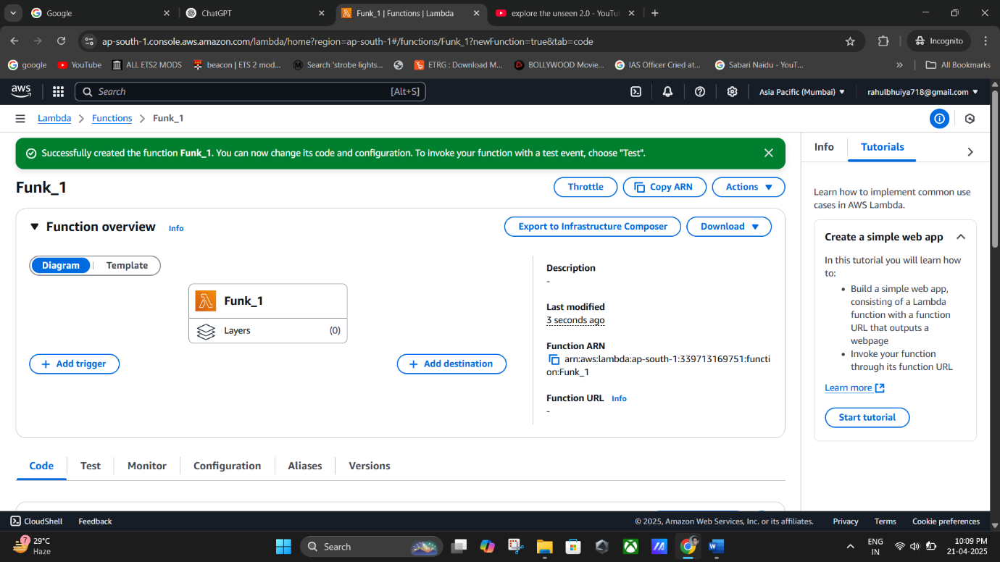 Google
ChatGPT
Funk_1 | Functions | Lambda
explore the unseen 2.0 - YouTu
ap-south-1.console.aws.amazon.com/lambda/home?region=ap-south-1#/functions/Funk_1?newFunction=true&tab=code
Incognito
google
YouTube
ALL ETS2 MODS
beacon | ETS 2 mod...
Search 'strobe lights...
ETRG : Download M...
BOLLYWOOD Movie...
IAS Officer Cried at...
Sabari Naidu - YouT...
All Bookmarks
aws
Search
[Alt+S]
Asia Pacific (Mumbai)
rahulbhuiya718@gmail.com
Lambda
Functions
Funk_1
Successfully created the function Funk_1. You can now change its code and configuration. To invoke your function with a test event, choose "Test".
Funk_1
Throttle
Copy ARN
Actions
Function overview
Info
Export to Infrastructure Composer
Download
Diagram
Template
Funk_1
Layers
(0)
Add trigger
Add destination
Description
-
Last modified
3 seconds ago
Function ARN
arn:aws:lambda:ap-south-1:339713169751:functi
on:Funk_1
Function URL
Info
-
Code
Test
Monitor
Configuration
Aliases
Versions
Info
Tutorials
Learn how to implement common use
cases in AWS Lambda.
Create a simple web app
In this tutorial you will learn how
to:
• Build a simple web app,
consisting of a Lambda
function with a function
URL that outputs a
webpage
• Invoke your function
through its function URL
Learn more
Start tutorial
CloudShell
Feedback
© 2025, Amazon Web Services, Inc. or its affiliates.
Privacy
Terms
Cookie preferences
7
29°C
Haze
Search
ENG
IN
10:09 PM
21-04-2025